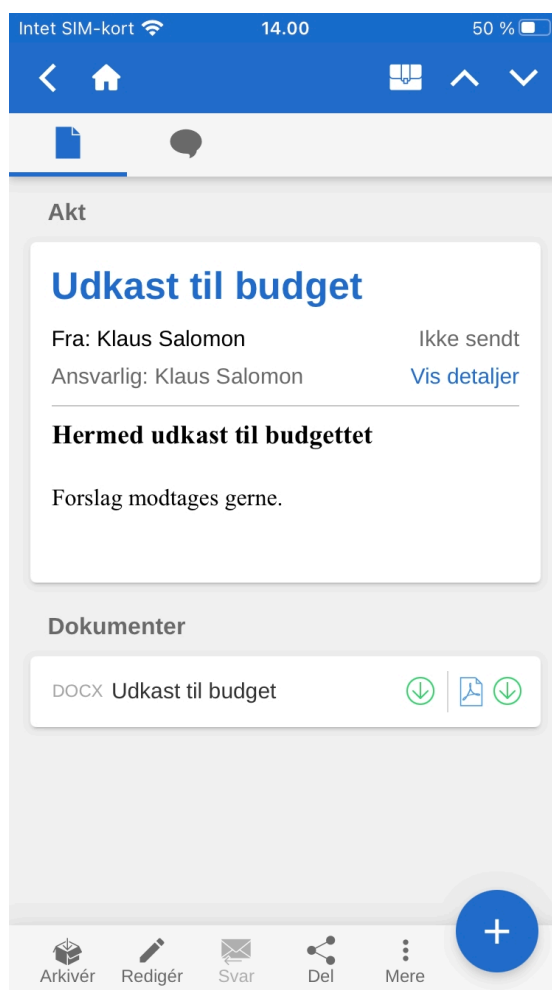 Intet SIM-kort 14.00 50 %
Akt
Udkast til budget
Fra: Klaus Salomon Ikke sendt
Ansvarlig: Klaus Salomon Vis detaljer
Hermed udkast til budgettet
Forslag modtages gerne.
Dokumenter
DOCX Udkast til budget
Arkivér Redigér Svar Del Mere